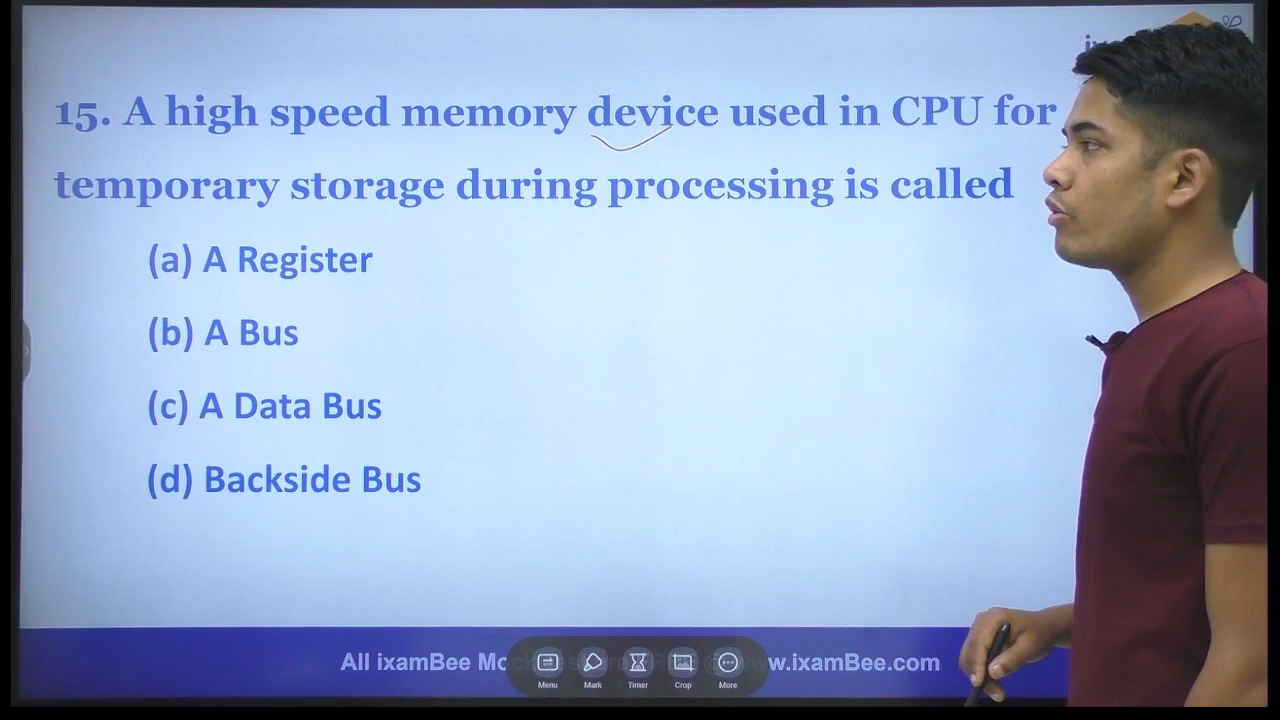 15. A high speed memory device used in CPU for
temporary storage during processing is called
(a) A Register
(b) A Bus
(c) A Data Bus
(d) Backside Bus
All ixamBee www.ixamBee.com
Menu Mark Timer Crop More